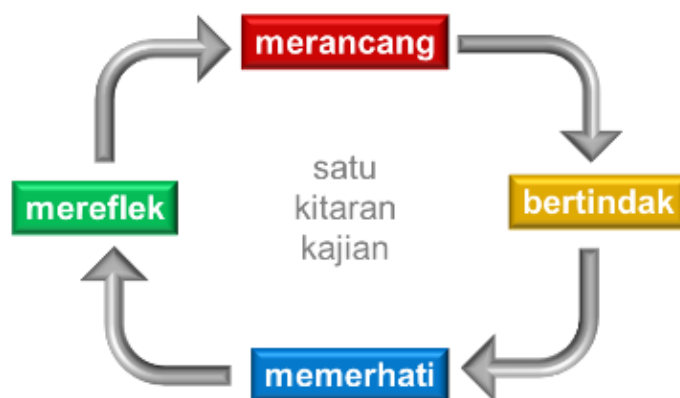 merancang
bertindak
memerhati
mereflek
satu
kitaran
kajian